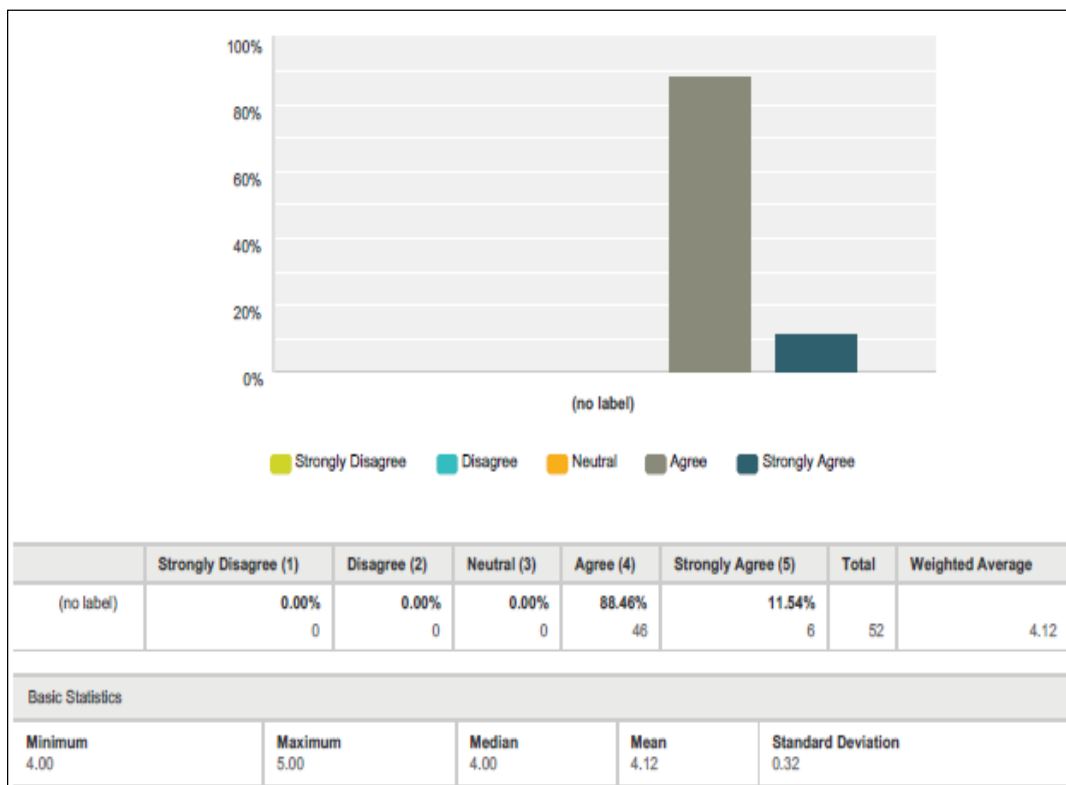 100%
80%
60%
40%
20%
0%
(no label)
Strongly Disagree Disagree Neutral Agree Strongly Agree
Strongly Disagree (1) Disagree (2) Neutral (3) Agree (4) Strongly Agree (5) Total Weighted Average
(no label) 0.00% 0.00% 0.00% 88.46% 11.54%
0 0 0 46 6 52 4.12
Basic Statistics
Minimum Maximum Median Mean Standard Deviation
4.00 5.00 4.00 4.12 0.32